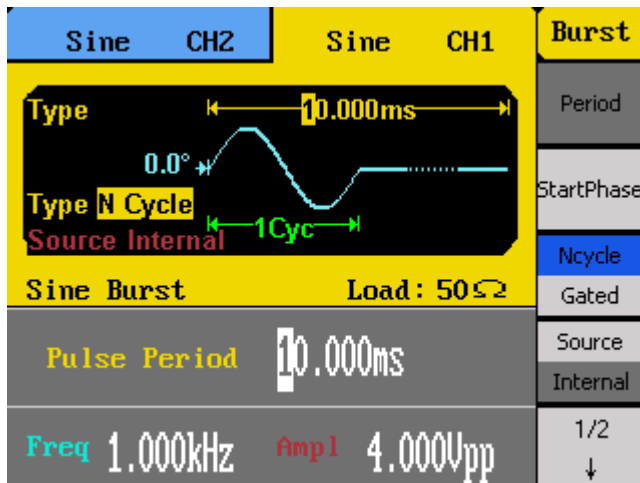 Sine CH2
Sine CH1
Burst
Type
10.000ms
0.0°
Type N Cycle
Source Internal
1Cyc
Sine Burst
Load: 50Ω
Pulse Period
10.000ms
Freq 1.000kHz
Ampl 4.000Vpp
Period
StartPhase
Ncycle
Gated
Source
Internal
1/2
↓